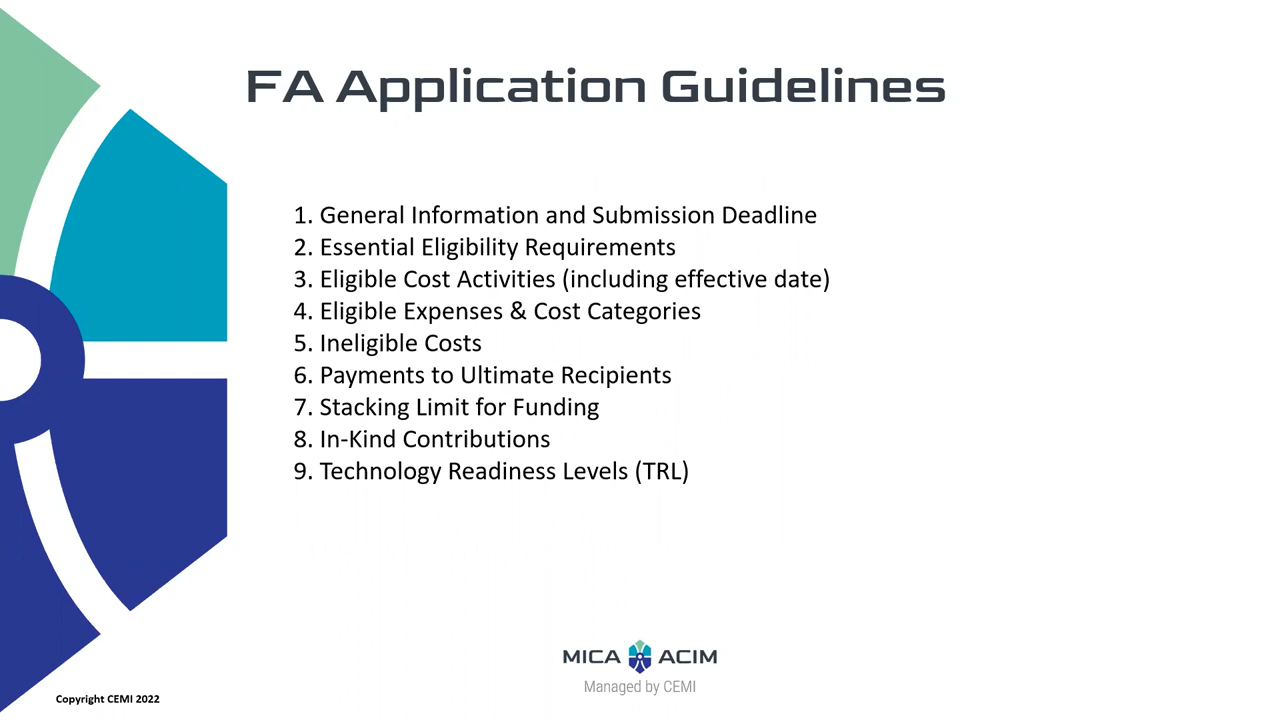 FA Application Guidelines
1. General Information and Submission Deadline
2. Essential Eligibility Requirements
3. Eligible Cost Activities (including effective date)
4. Eligible Expenses & Cost Categories
5. Ineligible Costs
6. Payments to Ultimate Recipients
7. Stacking Limit for Funding
8. In-Kind Contributions
9. Technology Readiness Levels (TRL)
MICA ACIM
Managed by CEMI
Copyright CEMI 2022